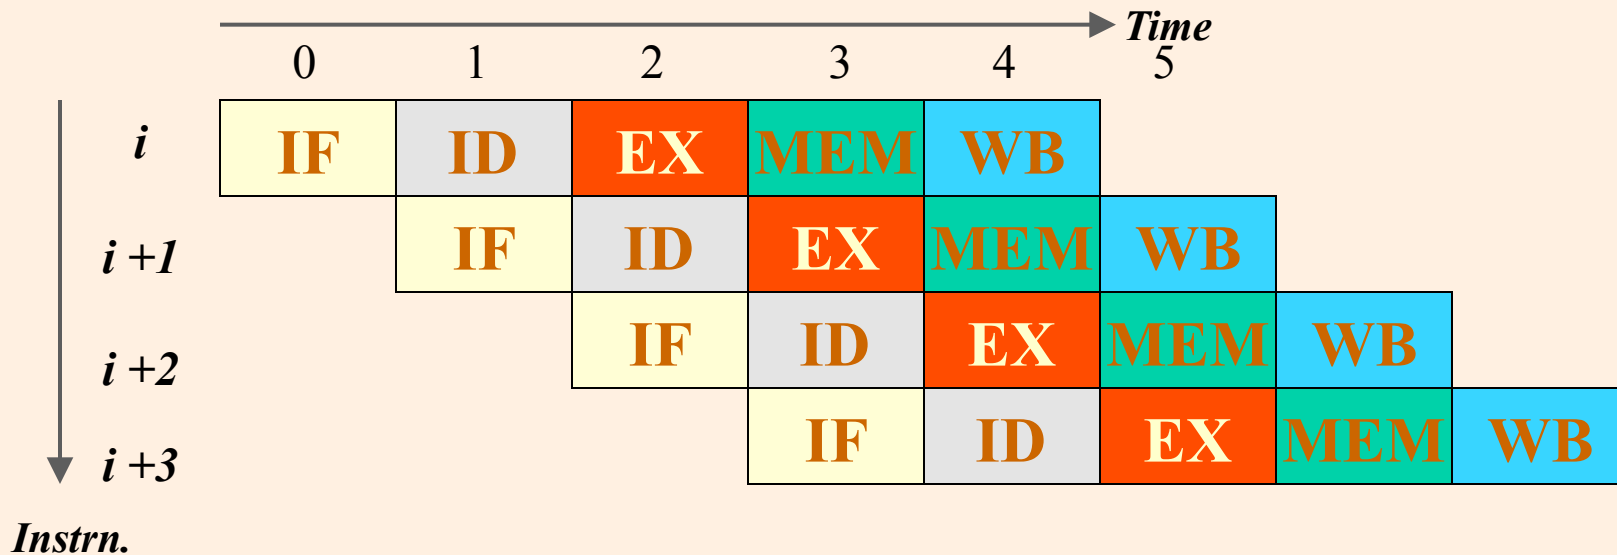 Time
0 1 2 3 4 5
i IF ID EX MEM WB
i +1 IF ID EX MEM WB
i +2 IF ID EX MEM WB
i +3 IF ID EX MEM WB
Instrn.